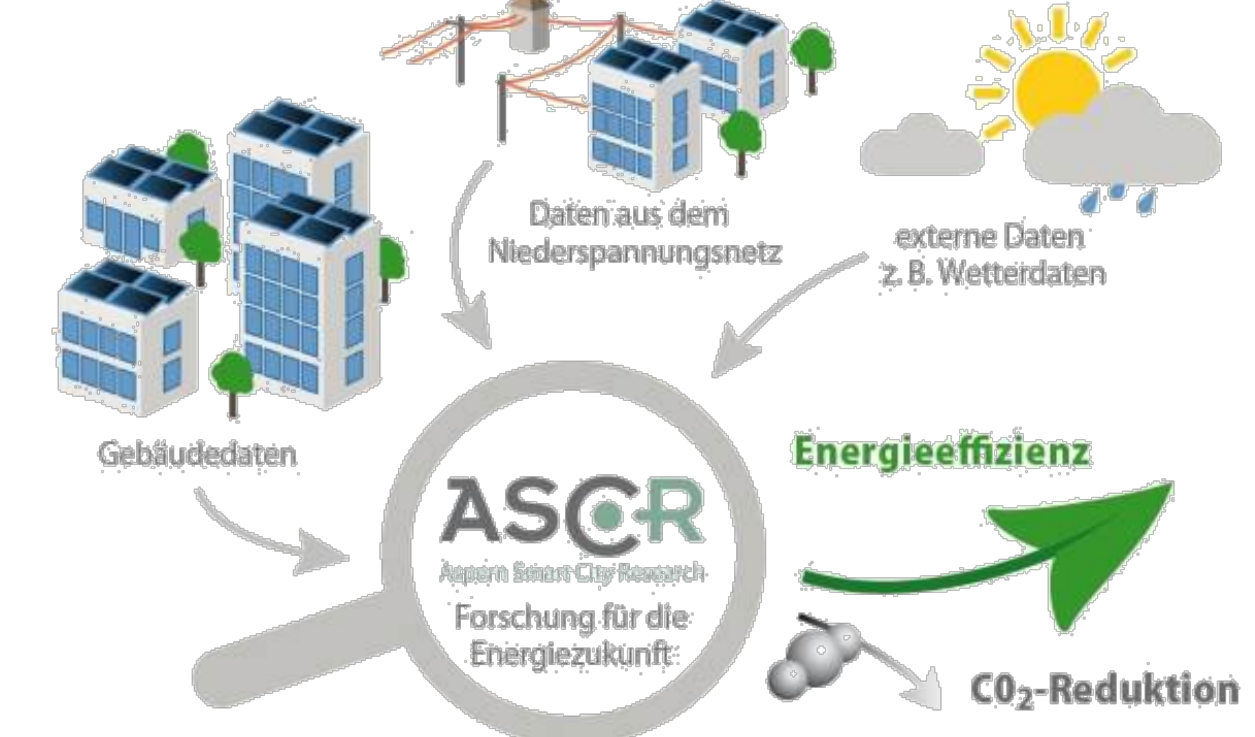 Daten aus dem
Niederspannungsnetz
externe Daten
z. B. Wetterdaten
Gebäudedaten
Energieeffizienz
ASCR
Aspern Smart City Research
Forschung für die
Energiezukunft
C0₂-Reduktion